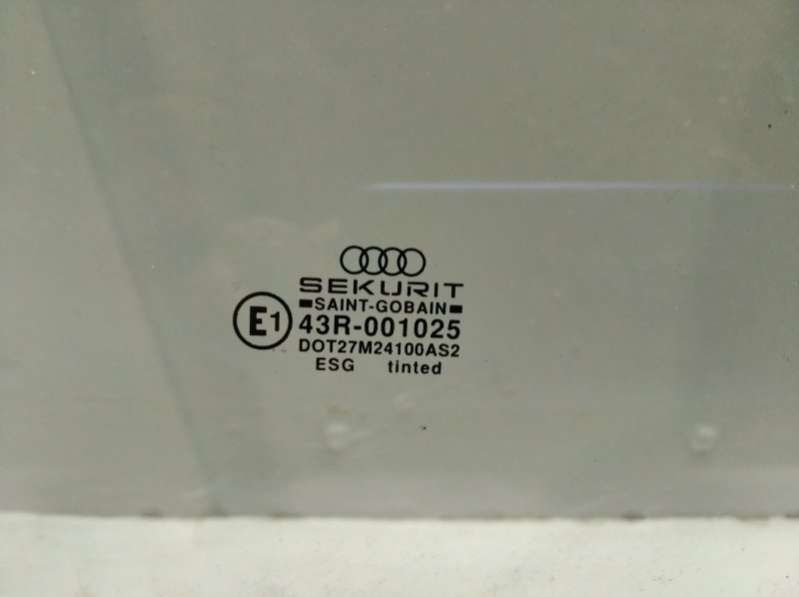 SEKURIT
SAINT-GOBAIN
E1 43R-001025
DOT27M24100AS2
ESG tinted